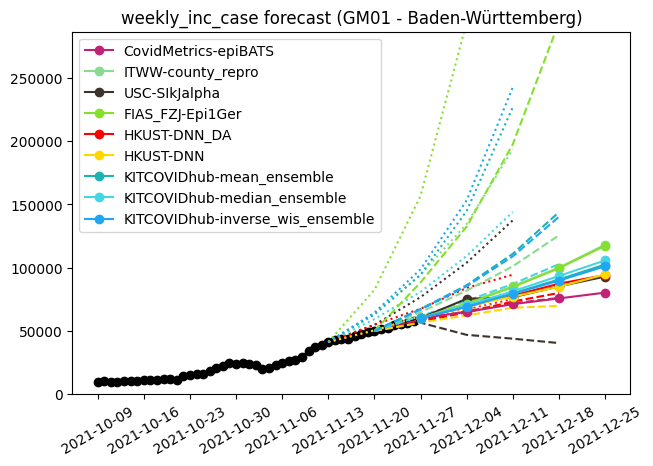 weekly_inc_case forecast (GM01 - Baden-Württemberg)
CovidMetrics-epiBATS
ITWW-county_repro
USC-SIkJalpha
FIAS_FZJ-Epi1Ger
HKUST-DNN_DA
HKUST-DNN
KITCOVIDhub-mean_ensemble
KITCOVIDhub-median_ensemble
KITCOVIDhub-inverse_wis_ensemble
250000
200000
150000
100000
50000
0
2021-10-09
2021-10-16
2021-10-23
2021-10-30
2021-11-06
2021-11-13
2021-11-20
2021-11-27
2021-12-04
2021-12-11
2021-12-18
2021-12-25